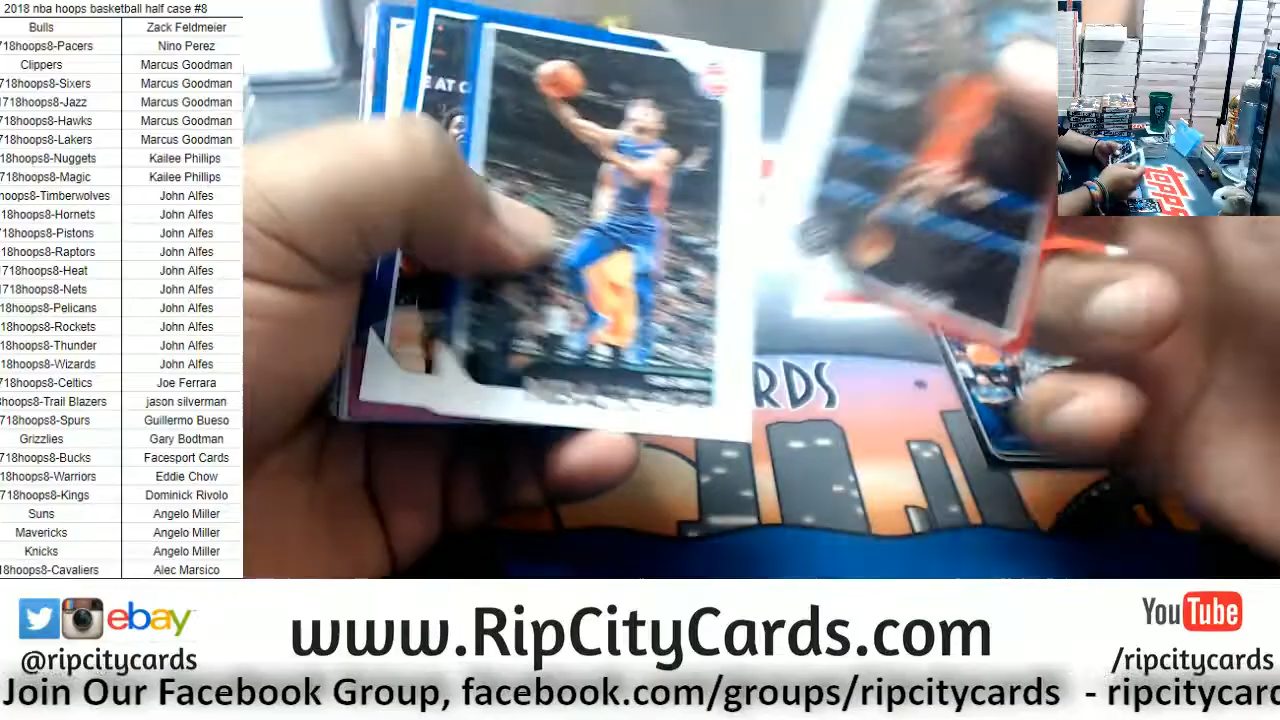 2018 nba hoops basketball half case #8
Bulls Zack Feldmeier
718hoops8-Pacers Nino Perez
Clippers Marcus Goodman
718hoops8-Sixers Marcus Goodman
718hoops8-Jazz Marcus Goodman
718hoops8-Hawks Marcus Goodman
718hoops8-Lakers Marcus Goodman
18hoops8-Nuggets Kailee Phillips
718hoops8-Magic Kailee Phillips
hoops8-Timberwolves John Alfes
18hoops8-Hornets John Alfes
718hoops8-Pistons John Alfes
18hoops8-Raptors John Alfes
718hoops8-Heat John Alfes
718hoops8-Nets John Alfes
18hoops8-Pelicans John Alfes
18hoops8-Rockets John Alfes
18hoops8-Thunder John Alfes
18hoops8-Wizards John Alfes
718hoops8-Celtics Joe Ferrara
hoops8-Trail Blazers jason silverman
718hoops8-Spurs Guillermo Bueso
Grizzlies Gary Bodtman
718hoops8-Bucks Facesport Cards
18hoops8-Warriors Eddie Chow
718hoops8-Kings Dominick Rivolo
Suns Angelo Miller
Mavericks Angelo Miller
Knicks Angelo Miller
18hoops8-Cavaliers Alec Marsico
E AT C
RDS
topps
ebay
@ripcitycards
www.RipCityCards.com
YouTube
/ripcitycards
Join Our Facebook Group, facebook.com/groups/ripcitycards - ripcitycard